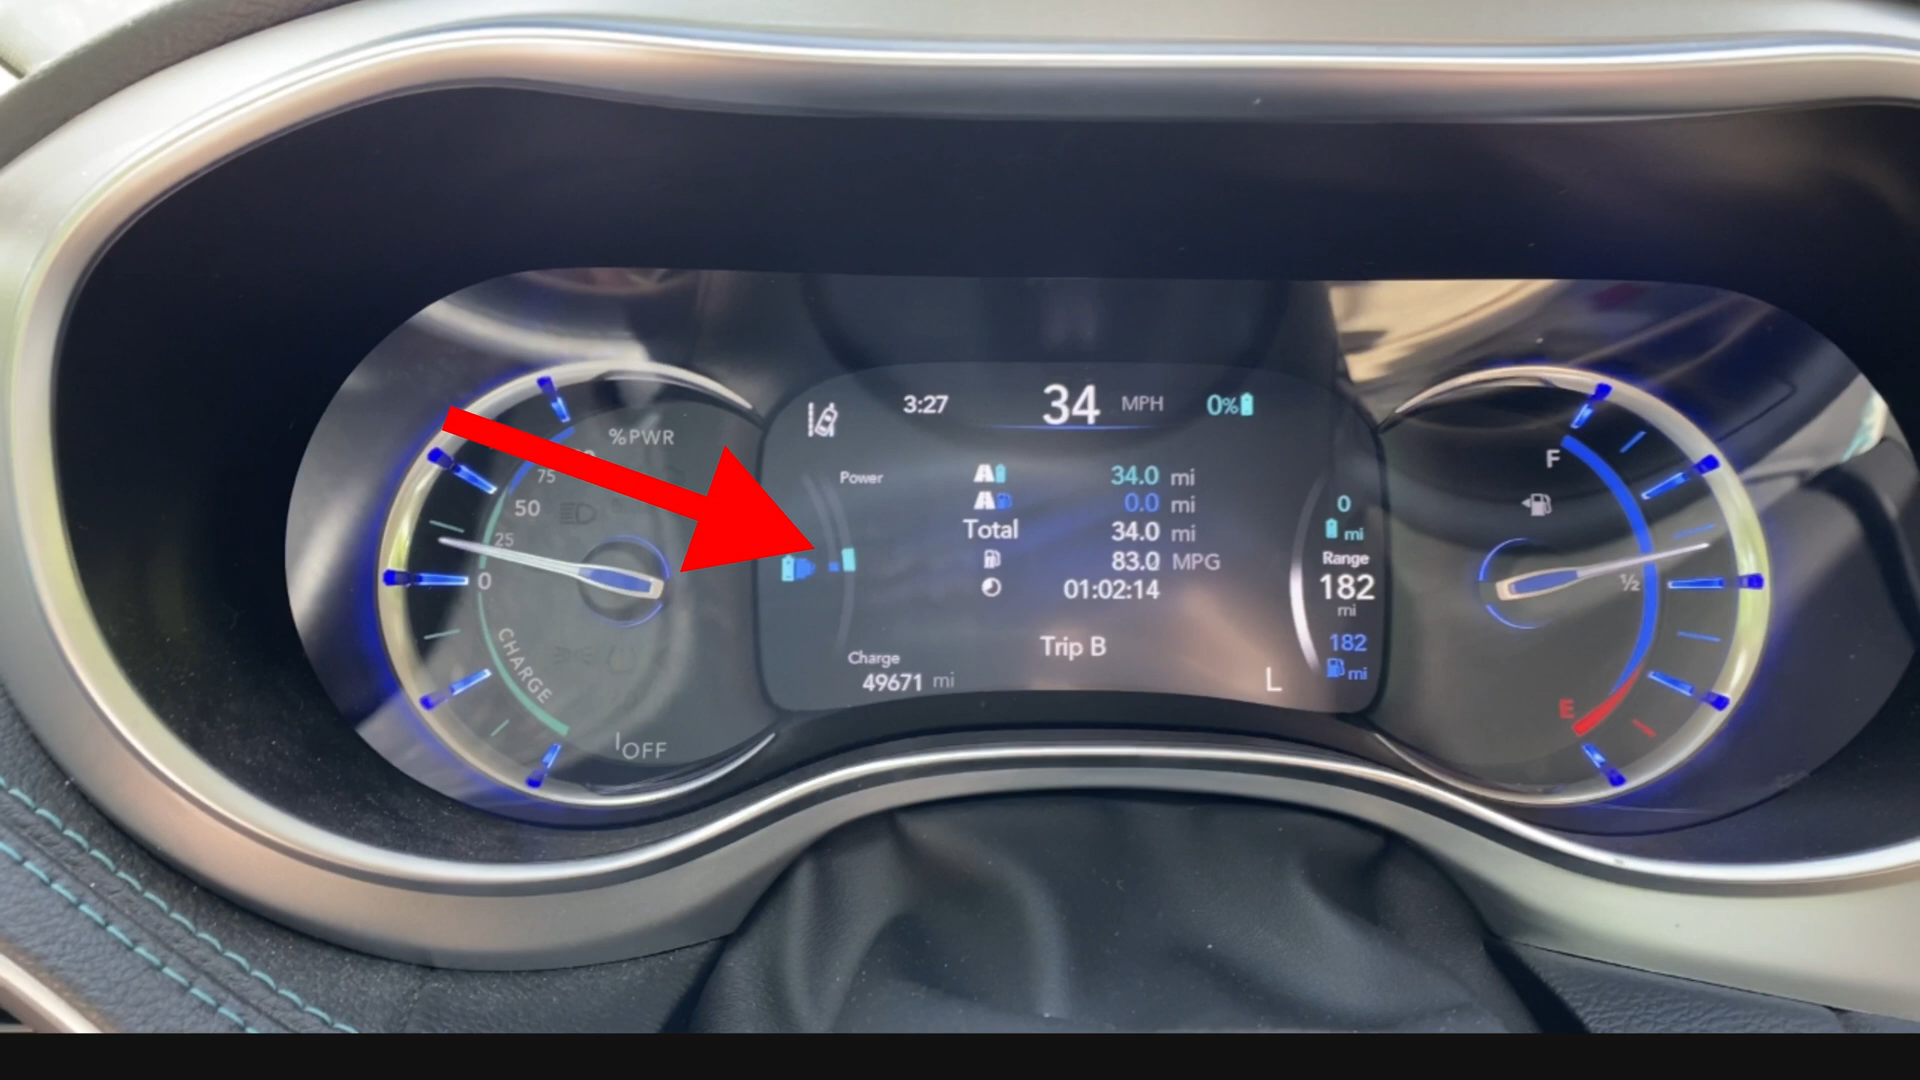 %PWR
75
50
25
0
CHARGE
OFF
3:27
34 MPH
0%
Power
34.0 mi
0.0 mi
Total 34.0 mi
83.0 MPG
01:02:14
Trip B
Charge
49671 mi
L
0
mi
Range
182
mi
182
mi
F
½
E